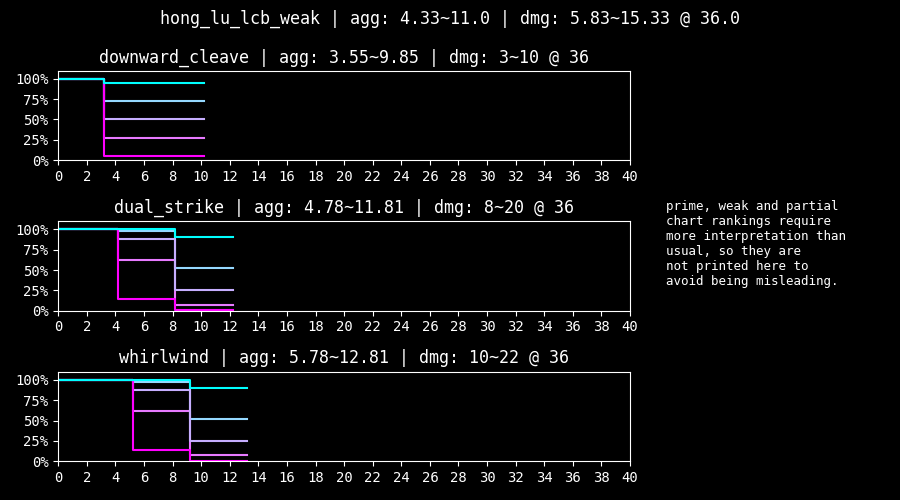 hong_lu_lcb_weak | agg: 4.33~11.0 | dmg: 5.83~15.33 @ 36.0
downward_cleave | agg: 3.55~9.85 | dmg: 3~10 @ 36
100%
75%
50%
25%
0%
0 2 4 6 8 10 12 14 16 18 20 22 24 26 28 30 32 34 36 38 40
dual_strike | agg: 4.78~11.81 | dmg: 8~20 @ 36
100%
75%
50%
25%
0%
0 2 4 6 8 10 12 14 16 18 20 22 24 26 28 30 32 34 36 38 40
prime, weak and partial
chart rankings require
more interpretation than
usual, so they are
not printed here to
avoid being misleading.
whirlwind | agg: 5.78~12.81 | dmg: 10~22 @ 36
100%
75%
50%
25%
0%
0 2 4 6 8 10 12 14 16 18 20 22 24 26 28 30 32 34 36 38 40